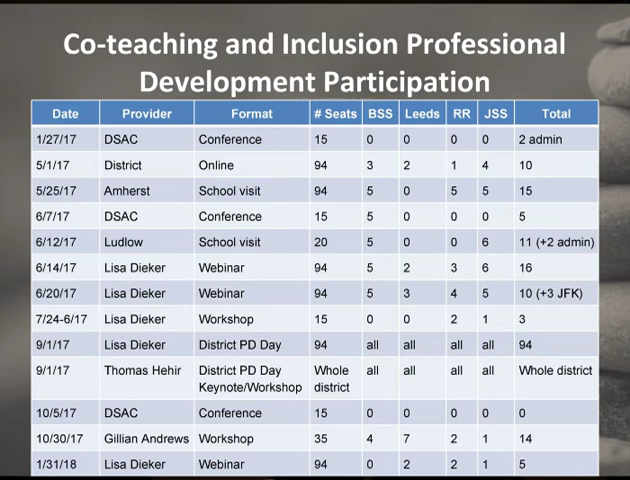 Co-teaching and Inclusion Professional
Development Participation
Date Provider Format # Seats BSS Leeds RR JSS Total
1/27/17 DSAC Conference 15 0 0 0 0 2 admin
5/1/17 District Online 94 3 2 1 4 10
5/25/17 Amherst School visit 94 5 0 5 5 15
6/7/17 DSAC Conference 15 5 0 0 0 5
6/12/17 Ludlow School visit 20 5 0 0 6 11 (+2 admin)
6/14/17 Lisa Dieker Webinar 94 5 2 3 6 16
6/20/17 Lisa Dieker Webinar 94 5 3 4 5 10 (+3 JFK)
7/24-6/17 Lisa Dieker Workshop 15 0 0 2 1 3
9/1/17 Lisa Dieker District PD Day 94 all all all all 94
9/1/17 Thomas Hehir District PD Day Whole all all all all Whole district
Keynote/Workshop district
10/5/17 DSAC Conference 15 0 0 0 0 0
10/30/17 Gillian Andrews Workshop 35 4 7 2 1 14
1/31/18 Lisa Dieker Webinar 94 0 2 2 1 5